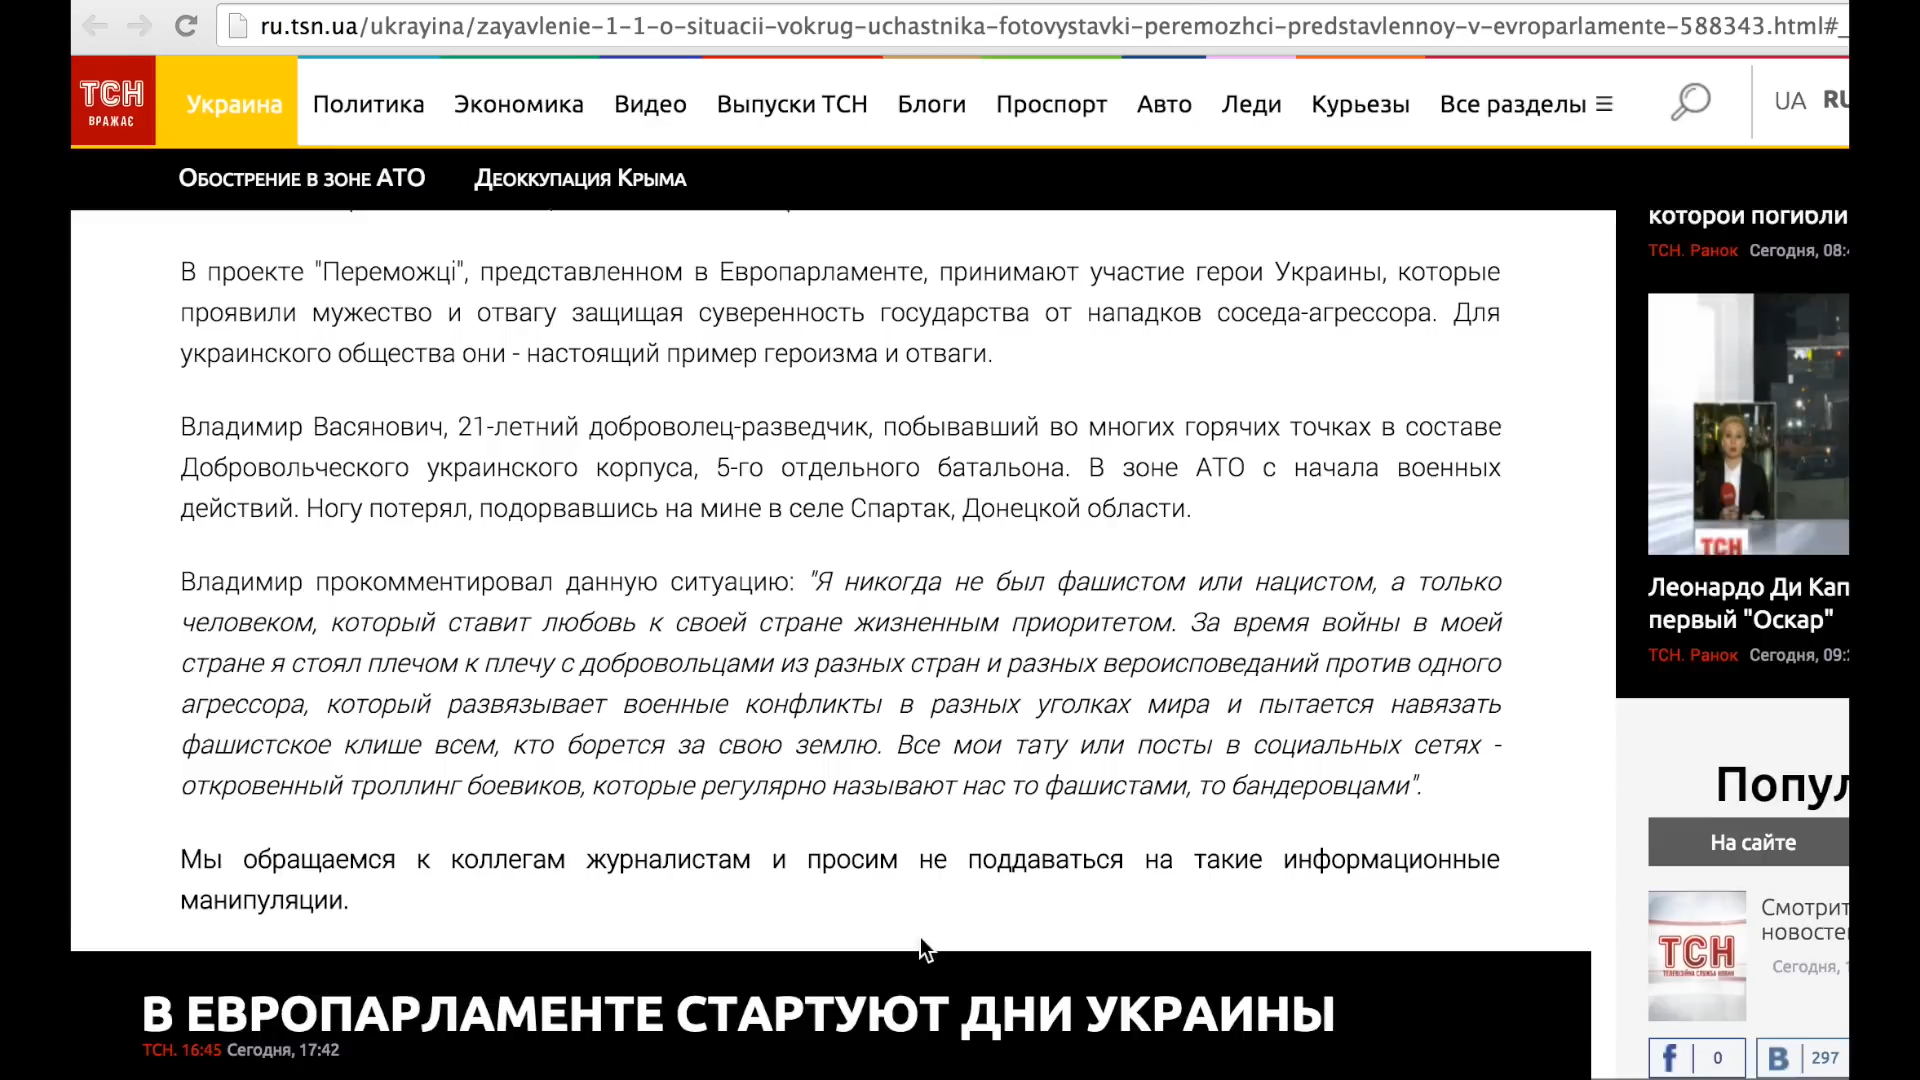 ru.tsn.ua/ukrayina/zayavlenie-1-1-o-situacii-vokrug-uchastnika-fotovystavki-peremozhci-predstavlennoy-v-evroparlamente-588343.html#_
ТСН
ВРАЖАЄ
Украина Политика Экономика Видео Выпуски ТСН Блоги Проспорт Авто Леди Курьезы Все разделы UA RU
Обострение в зоне АТО Деоккупация Крыма
В проекте "Переможці", представленном в Европарламенте, принимают участие герои Украины, которые
проявили мужество и отвагу защищая суверенность государства от нападков соседа-агрессора. Для
украинского общества они - настоящий пример героизма и отваги.
Владимир Васянович, 21-летний доброволец-разведчик, побывавший во многих горячих точках в составе
Добровольческого украинского корпуса, 5-го отдельного батальона. В зоне АТО с начала военных
действий. Ногу потерял, подорвавшись на мине в селе Спартак, Донецкой области.
Владимир прокомментировал данную ситуацию: "Я никогда не был фашистом или нацистом, а только
человеком, который ставит любовь к своей стране жизненным приоритетом. За время войны в моей
стране я стоял плечом к плечу с добровольцами из разных стран и разных вероисповеданий против одного
агрессора, который развязывает военные конфликты в разных уголках мира и пытается навязать
фашистское клише всем, кто борется за свою землю. Все мои тату или посты в социальных сетях -
откровенный троллинг боевиков, которые регулярно называют нас то фашистами, то бандеровцами".
Мы обращаемся к коллегам журналистам и просим не поддаваться на такие информационные
манипуляции.
В ЕВРОПАРЛАМЕНТЕ СТАРТУЮТ ДНИ УКРАИНЫ
ТСН. 16:45 Сегодня, 17:42
которой погибли
ТСН. Ранок Сегодня, 08:4
ТСН
Леонардо Ди Кап
первый "Оскар"
ТСН. Ранок Сегодня, 09:2
Попул
На сайте
ТСН
ТЕЛЕВІЗІЙНА СЛУЖБА НОВИН
Смотрит
новосте
Сегодня, 1
f 0 B 297